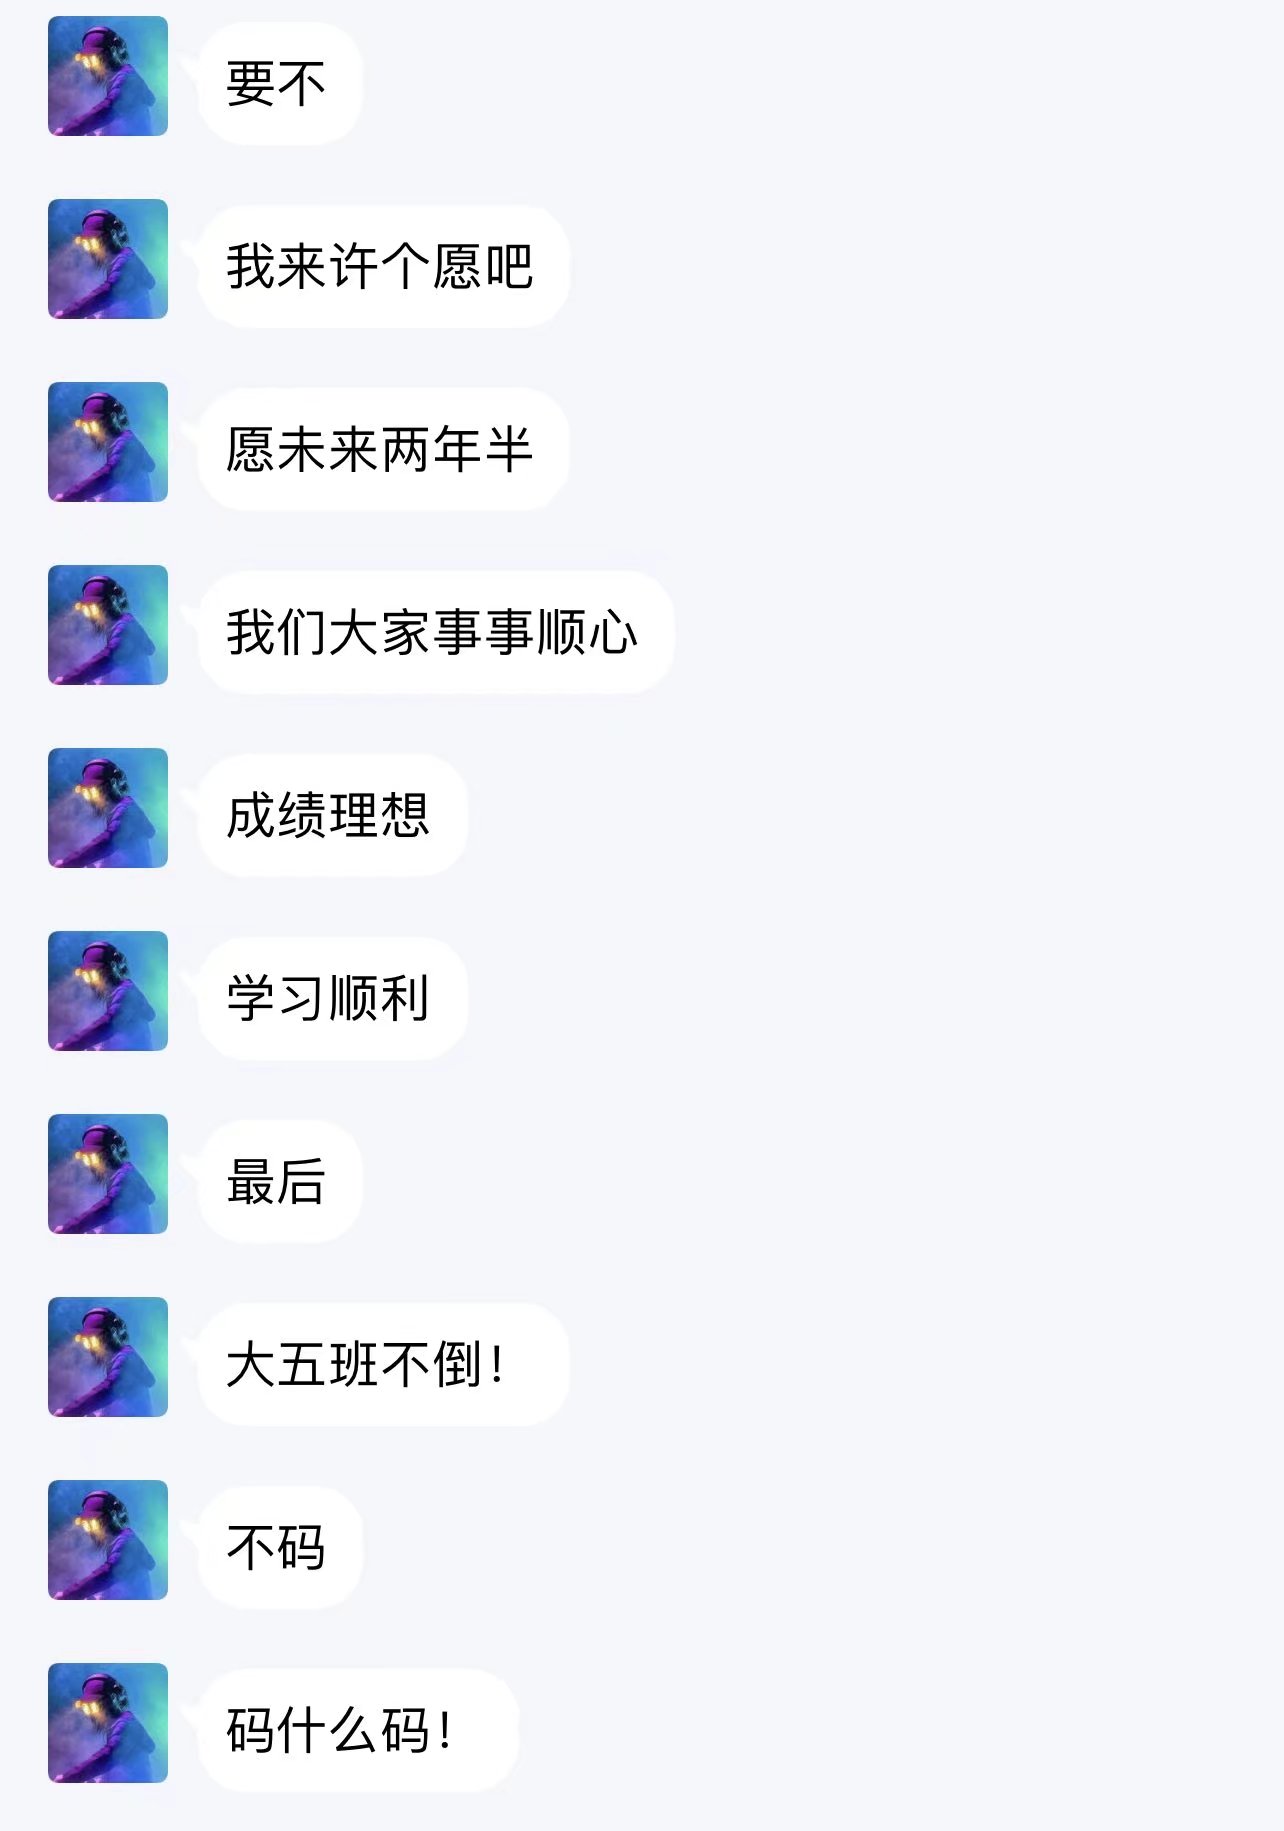 要不
我来许个愿吧
愿未来两年半
我们大家事事顺心
成绩理想
学习顺利
最后
大五班不倒！
不码
码什么码！